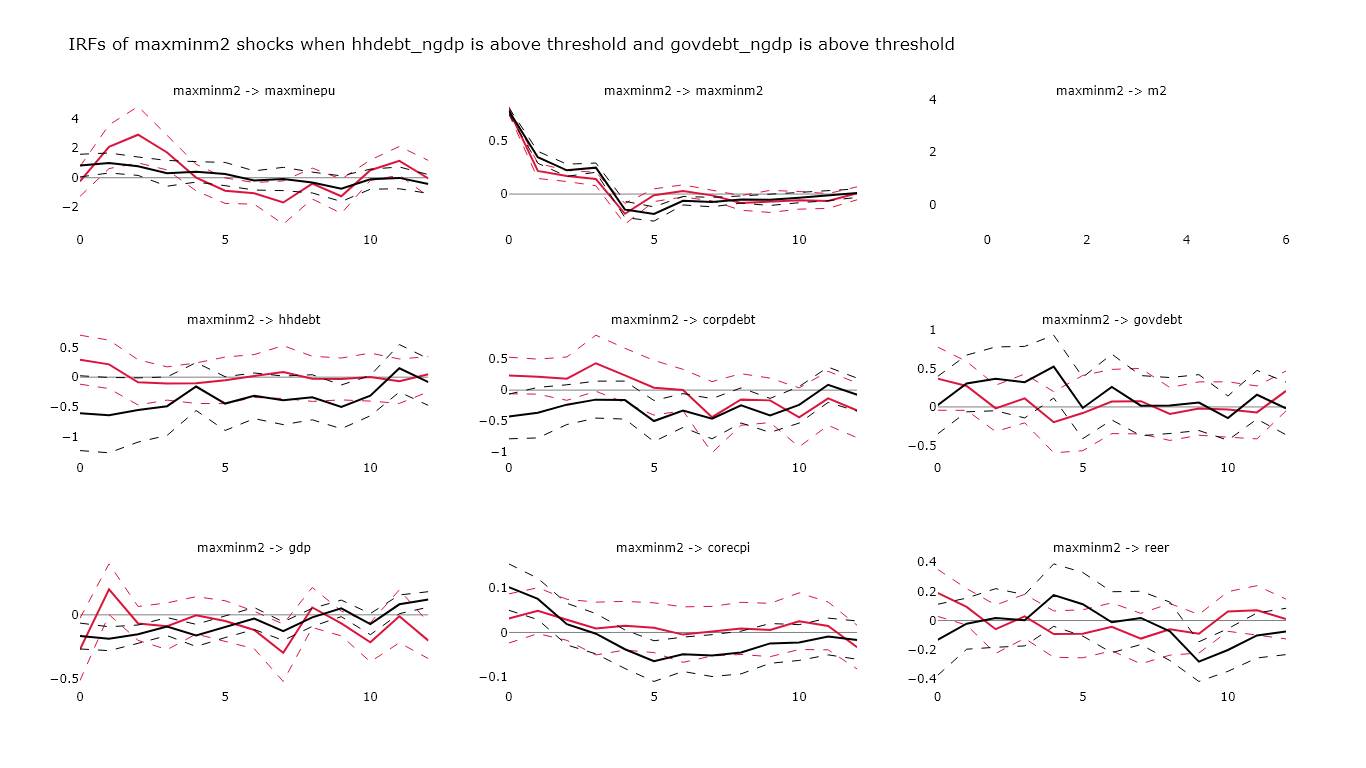 IRFs of maxminm2 shocks when hhdebt_ngdp is above threshold and govdebt_ngdp is above threshold
maxminm2 -> maxminepu
4
2
0
−2
0 5 10
maxminm2 -> maxminm2
0.5
0
0 5 10
maxminm2 -> m2
4
2
0
0 2 4 6
maxminm2 -> hhdebt
0.5
0
−0.5
−1
0 5 10
maxminm2 -> corpdebt
0.5
0
−0.5
−1
0 5 10
maxminm2 -> govdebt
1
0.5
0
−0.5
0 5 10
maxminm2 -> gdp
0
−0.5
0 5 10
maxminm2 -> corecpi
0.1
0
−0.1
0 5 10
maxminm2 -> reer
0.4
0.2
0
−0.2
−0.4
0 5 10